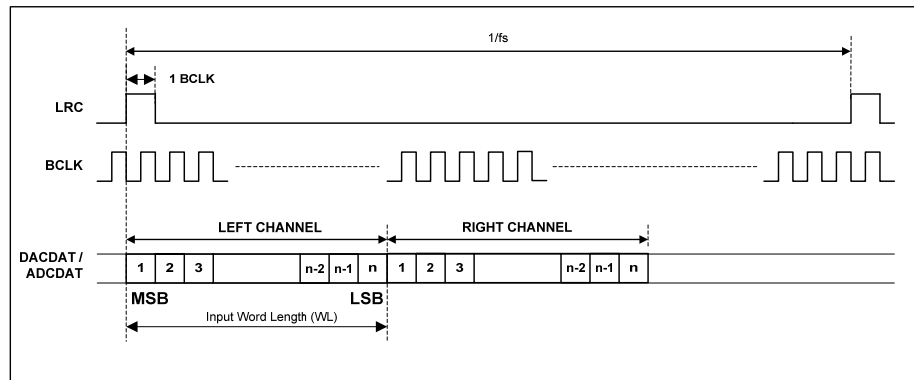 1/fs
1 BCLK
LRC
BCLK
LEFT CHANNEL RIGHT CHANNEL
DACDAT /
ADCDAT
1 2 3 n-2 n-1 n 1 2 3 n-2 n-1 n
MSB LSB
Input Word Length (WL)